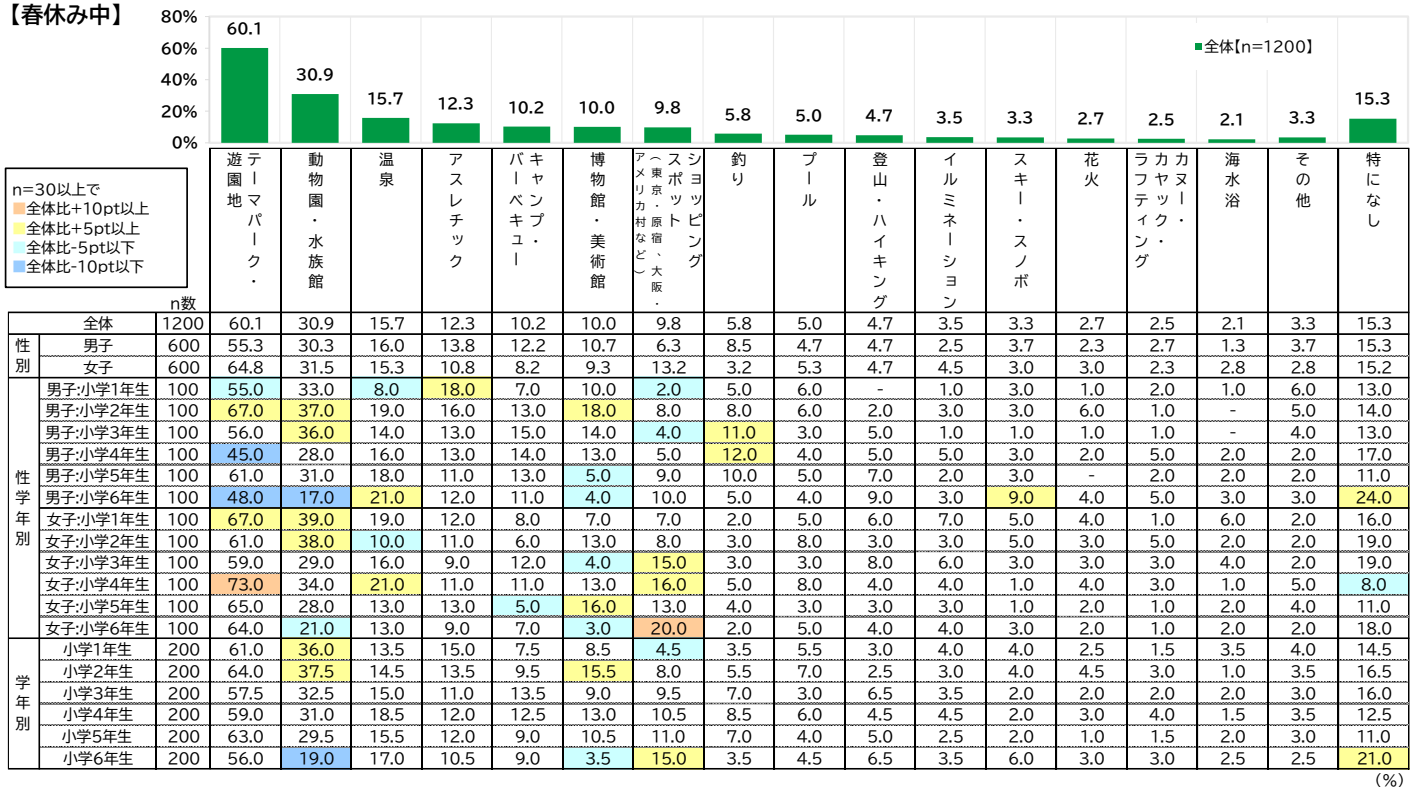 【春休み中】
80%
60%
40%
20%
0%
60.1 30.9 15.7 12.3 10.2 10.0 9.8 5.8 5.0 4.7 3.5 3.3 2.7 2.5 2.1 3.3 15.3
■全体【n=1200】
n=30以上で
全体比+10pt以上
全体比+5pt以上
全体比-5pt以下
全体比-10pt以下
テーマパーク・
遊園地
動物園・水族館
温泉
アスレチック
キャンプ・
バーベキュー
博物館・美術館
ショッピング
スポット
（東京・原宿、大阪・
アメリカ村など）
釣り
プール
登山・ハイキング
イルミネーション
スキー・スノボ
花火
カヌー・
カヤック・
ラフティング
海水浴
その他
特になし
n数
全体 1200 60.1 30.9 15.7 12.3 10.2 10.0 9.8 5.8 5.0 4.7 3.5 3.3 2.7 2.5 2.1 3.3 15.3
性別
男子 600 55.3 30.3 16.0 13.8 12.2 10.7 6.3 8.5 4.7 4.7 2.5 3.7 2.3 2.7 1.3 3.7 15.3
女子 600 64.8 31.5 15.3 10.8 8.2 9.3 13.2 3.2 5.3 4.7 4.5 3.0 3.0 2.3 2.8 2.8 15.2
性学年別
男子:小学1年生 100 55.0 33.0 8.0 18.0 7.0 10.0 2.0 5.0 6.0 - 1.0 3.0 1.0 2.0 1.0 6.0 13.0
男子:小学2年生 100 67.0 37.0 19.0 16.0 13.0 18.0 8.0 8.0 6.0 2.0 3.0 3.0 6.0 1.0 - 5.0 14.0
男子:小学3年生 100 56.0 36.0 14.0 13.0 15.0 14.0 4.0 11.0 3.0 5.0 1.0 1.0 1.0 1.0 - 4.0 13.0
男子:小学4年生 100 45.0 28.0 16.0 13.0 14.0 13.0 5.0 12.0 4.0 5.0 5.0 3.0 2.0 5.0 2.0 2.0 17.0
男子:小学5年生 100 61.0 31.0 18.0 11.0 13.0 5.0 9.0 10.0 5.0 7.0 2.0 3.0 - 2.0 2.0 2.0 11.0
男子:小学6年生 100 48.0 17.0 21.0 12.0 11.0 4.0 10.0 5.0 4.0 9.0 3.0 9.0 4.0 5.0 3.0 3.0 24.0
女子:小学1年生 100 67.0 39.0 19.0 12.0 8.0 7.0 7.0 2.0 5.0 6.0 7.0 5.0 4.0 1.0 6.0 2.0 16.0
女子:小学2年生 100 61.0 38.0 10.0 11.0 6.0 13.0 8.0 3.0 8.0 3.0 3.0 5.0 3.0 5.0 2.0 2.0 19.0
女子:小学3年生 100 59.0 29.0 16.0 9.0 12.0 4.0 15.0 3.0 3.0 8.0 6.0 3.0 3.0 3.0 4.0 2.0 19.0
女子:小学4年生 100 73.0 34.0 21.0 11.0 11.0 13.0 16.0 5.0 8.0 4.0 4.0 1.0 4.0 3.0 1.0 5.0 8.0
女子:小学5年生 100 65.0 28.0 13.0 13.0 5.0 16.0 13.0 4.0 3.0 3.0 3.0 1.0 2.0 1.0 2.0 4.0 11.0
女子:小学6年生 100 64.0 21.0 13.0 9.0 7.0 3.0 20.0 2.0 5.0 4.0 4.0 3.0 2.0 1.0 2.0 2.0 18.0
学年別
小学1年生 200 61.0 36.0 13.5 15.0 7.5 8.5 4.5 3.5 5.5 3.0 4.0 4.0 2.5 1.5 3.5 4.0 14.5
小学2年生 200 64.0 37.5 14.5 13.5 9.5 15.5 8.0 5.5 7.0 2.5 3.0 4.0 4.5 3.0 1.0 3.5 16.5
小学3年生 200 57.5 32.5 15.0 11.0 13.5 9.0 9.5 7.0 3.0 6.5 3.5 2.0 2.0 2.0 2.0 3.0 16.0
小学4年生 200 59.0 31.0 18.5 12.0 12.5 13.0 10.5 8.5 6.0 4.5 4.5 2.0 3.0 4.0 1.5 3.5 12.5
小学5年生 200 63.0 29.5 15.5 12.0 9.0 10.5 11.0 7.0 4.0 5.0 2.5 2.0 1.0 1.5 2.0 3.0 11.0
小学6年生 200 56.0 19.0 17.0 10.5 9.0 3.5 15.0 3.5 4.5 6.5 3.5 6.0 3.0 3.0 2.5 2.5 21.0
(%)